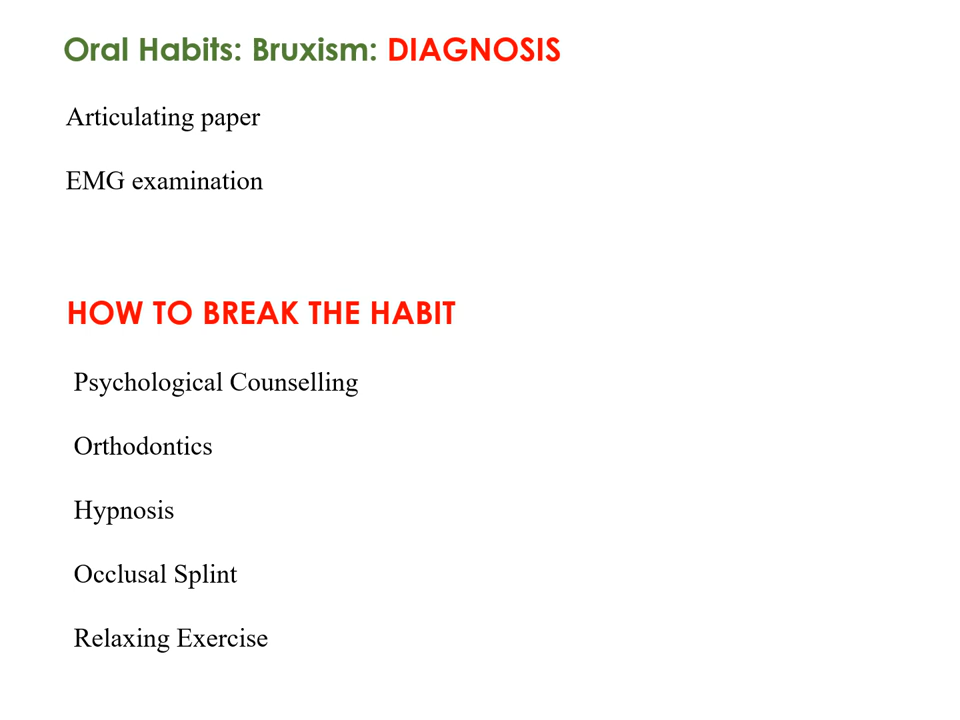 Oral Habits: Bruxism: DIAGNOSIS
Articulating paper
EMG examination
HOW TO BREAK THE HABIT
Psychological Counselling
Orthodontics
Hypnosis
Occlusal Splint
Relaxing Exercise